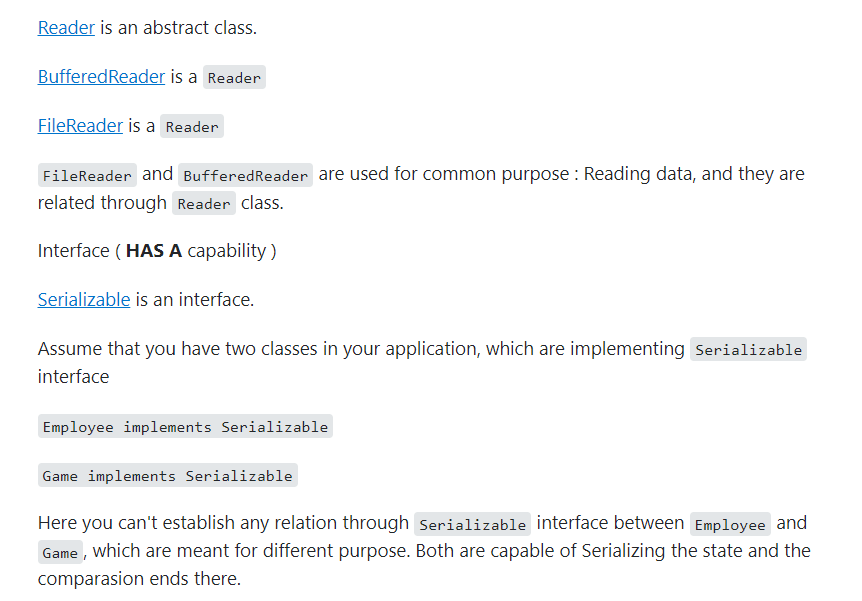 Reader is an abstract class.
BufferedReader is a Reader
FileReader is a Reader
FileReader and BufferedReader are used for common purpose : Reading data, and they are
related through Reader class.
Interface ( HAS A capability )
Serializable is an interface.
Assume that you have two classes in your application, which are implementing Serializable
interface
Employee implements Serializable
Game implements Serializable
Here you can't establish any relation through Serializable interface between Employee and
Game, which are meant for different purpose. Both are capable of Serializing the state and the
comparasion ends there.